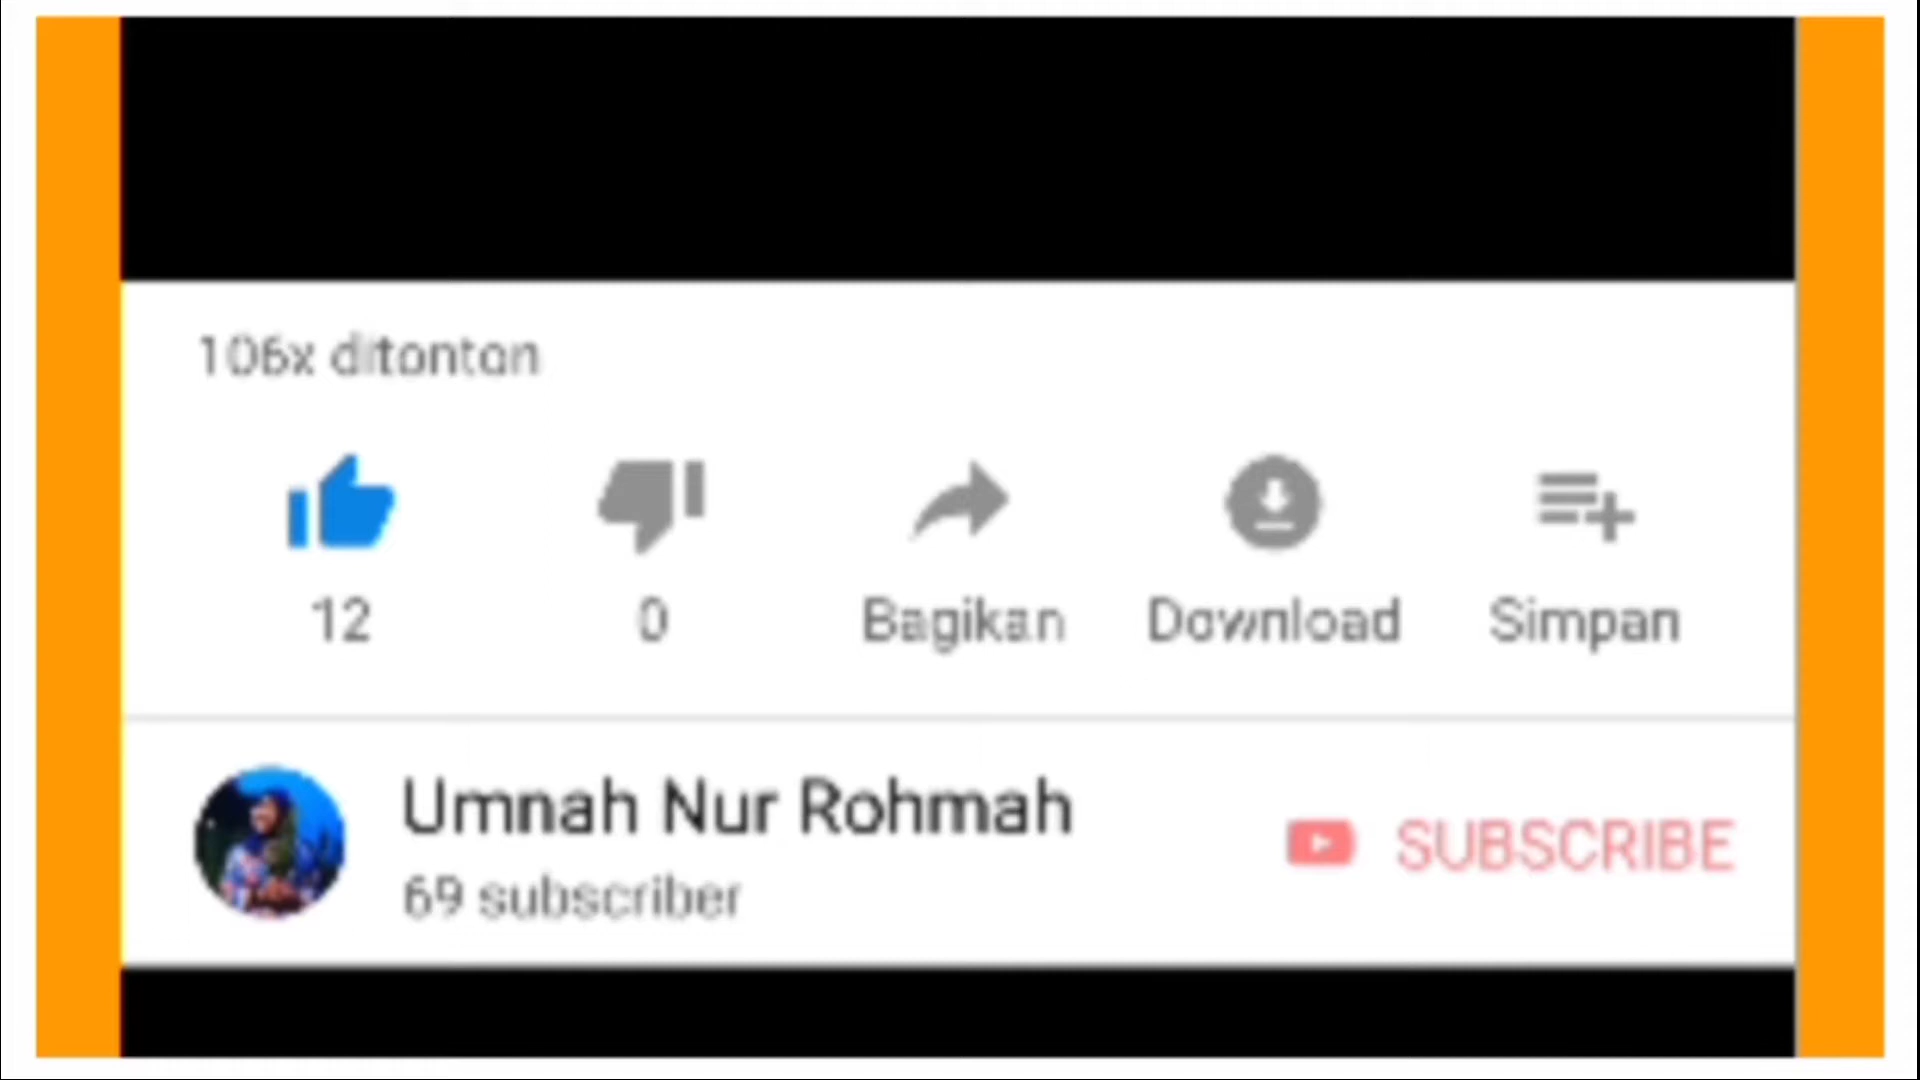 106x ditonton
12
0
Bagikan
Download
Simpan
Umnah Nur Rohmah
69 subscriber
SUBSCRIBE